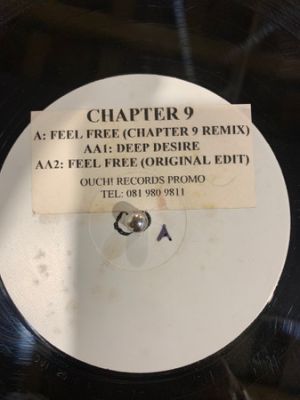 CHAPTER 9
A: FEEL FREE (CHAPTER 9 REMIX)
AA1: DEEP DESIRE
AA2: FEEL FREE (ORIGINAL EDIT)
OUCH! RECORDS PROMO
TEL: 081 980 9811
A